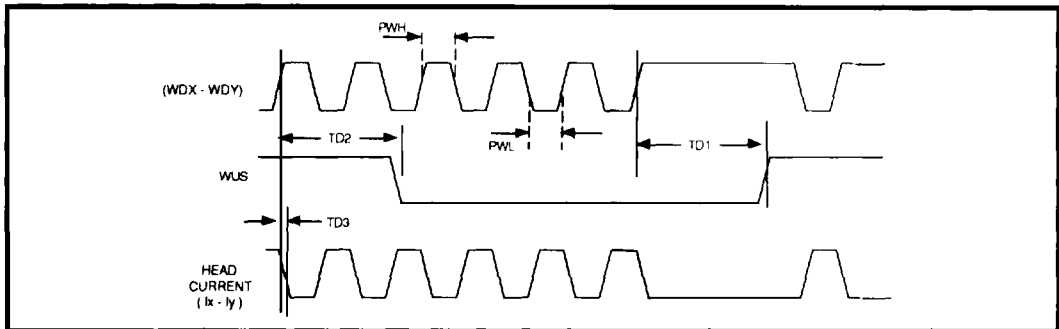 PWH
(WDX - WDY)
TD2
PWL
TD1
WUS
TD3
HEAD
CURRENT
( Ix - Iy )